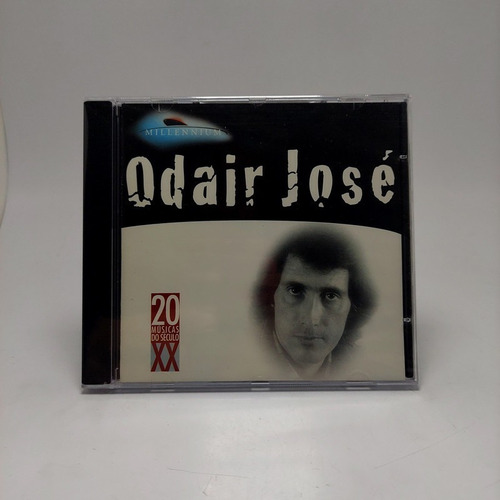 MILLENNIUM
Odair José
20
MÚSICAS
DO SÉCULO
XX